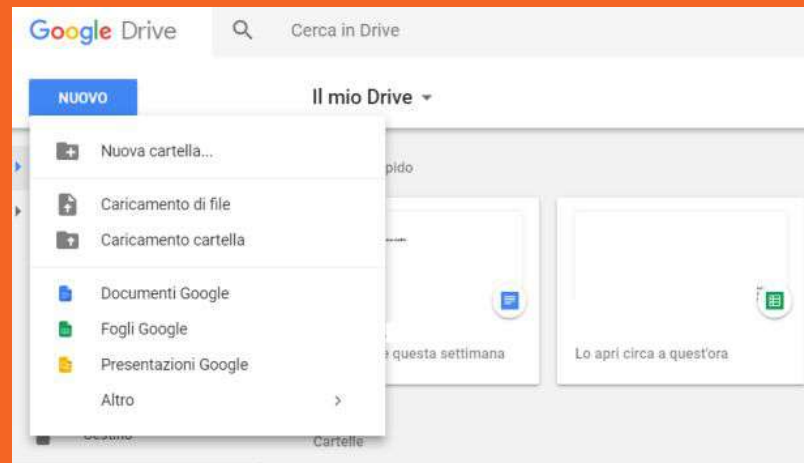 Google Drive
Cerca in Drive
NUOVO
Il mio Drive
Nuova cartella...
pido
Caricamento di file
Caricamento cartella
Documenti Google
Fogli Google
Presentazioni Google
Altro
questa settimana
Lo apri circa a quest'ora
Cestino
Cartelle